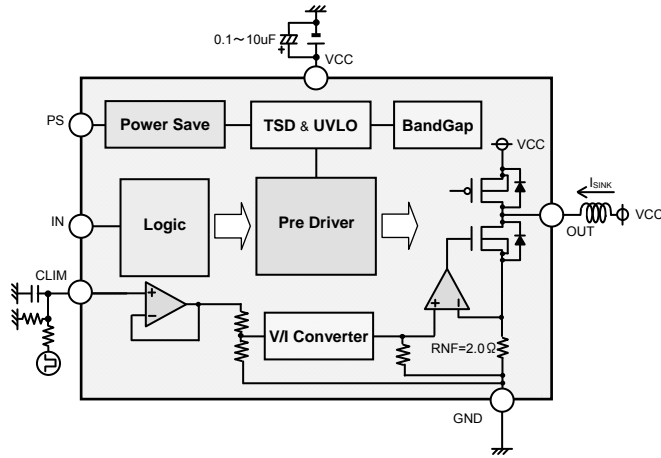 0.1～10uF
+
VCC
PS
Power Save
TSD & UVLO
BandGap
VCC
ISINK
IN
Logic
Pre Driver
OUT
VCC
CLIM
+
−
V/I Converter
+
−
RNF=2.0Ω
GND